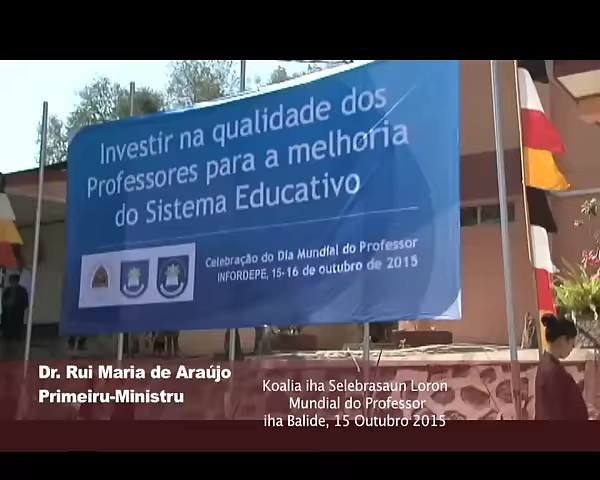 Investir na qualidade dos
Professores para a melhoria
do Sistema Educativo
Celebração do Dia Mundial do Professor
INFORDEPE, 15-16 de outubro de 2015
Dr. Rui Maria de Araújo
Primeiru-Ministru
Koalia iha Selebrasaun Loron
Mundial do Professor
iha Balide, 15 Outubro 2015